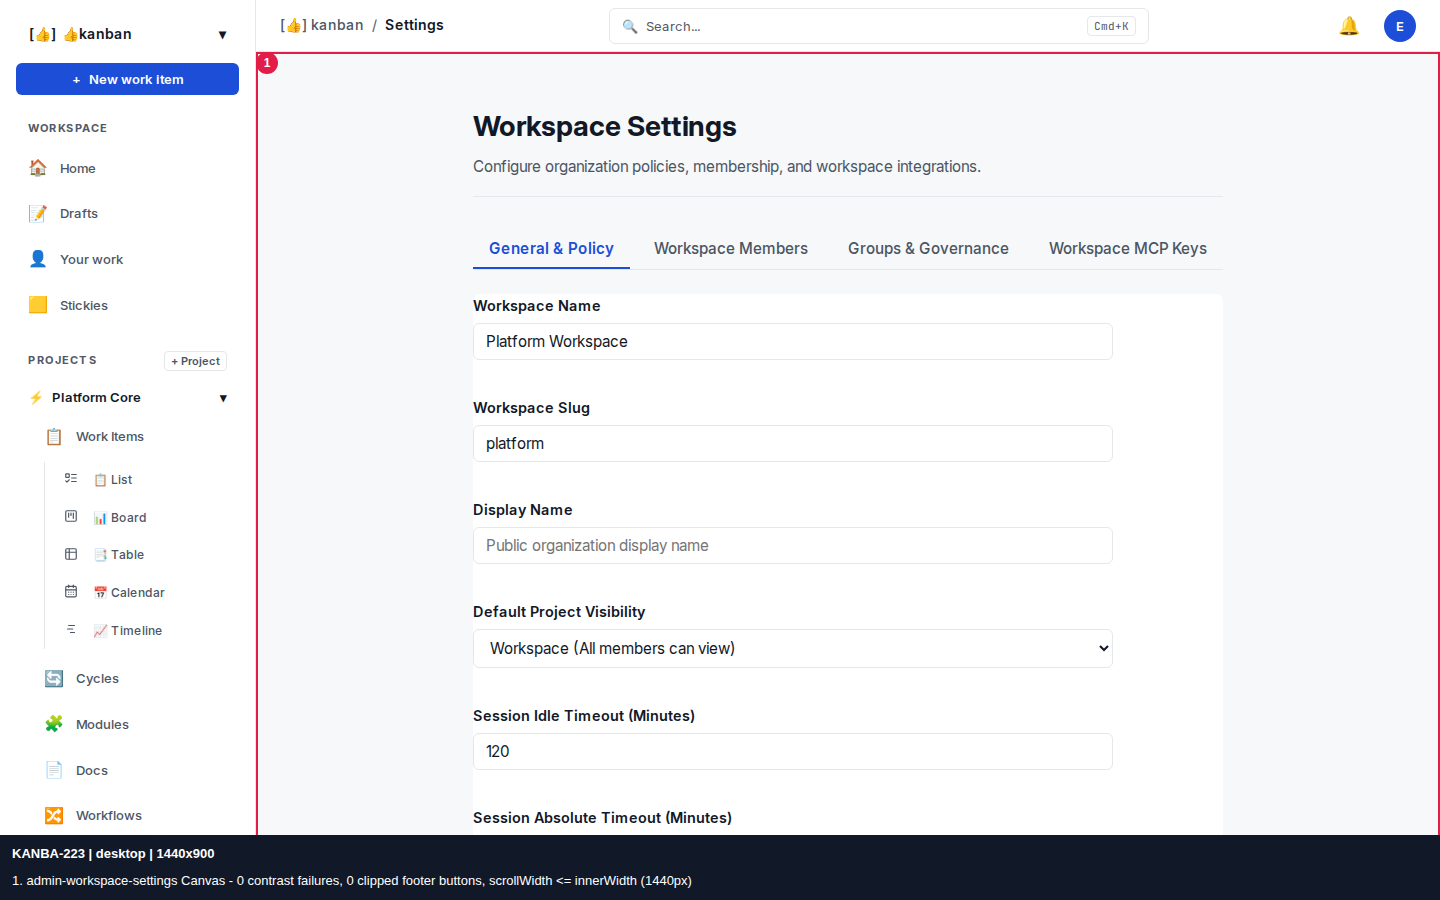 [👍] 👍kanban ▾
+ New work item
WORKSPACE
🏠 Home
📝 Drafts
👤 Your work
🟨 Stickies
PROJECTS
+ Project
⚡ Platform Core ▾
📋 Work Items
📋 List
📊 Board
📑 Table
📅 Calendar
📈 Timeline
🔄 Cycles
🧩 Modules
📄 Docs
🔀 Workflows
[👍] kanban / Settings
🔍 Search...
Cmd+K
E
1
Workspace Settings
Configure organization policies, membership, and workspace integrations.
General & Policy
Workspace Members
Groups & Governance
Workspace MCP Keys
Workspace Name
Platform Workspace
Workspace Slug
platform
Display Name
Public organization display name
Default Project Visibility
Workspace (All members can view)
Session Idle Timeout (Minutes)
120
Session Absolute Timeout (Minutes)
KANBA-223 | desktop | 1440x900
1. admin-workspace-settings Canvas - 0 contrast failures, 0 clipped footer buttons, scrollWidth <= innerWidth (1440px)